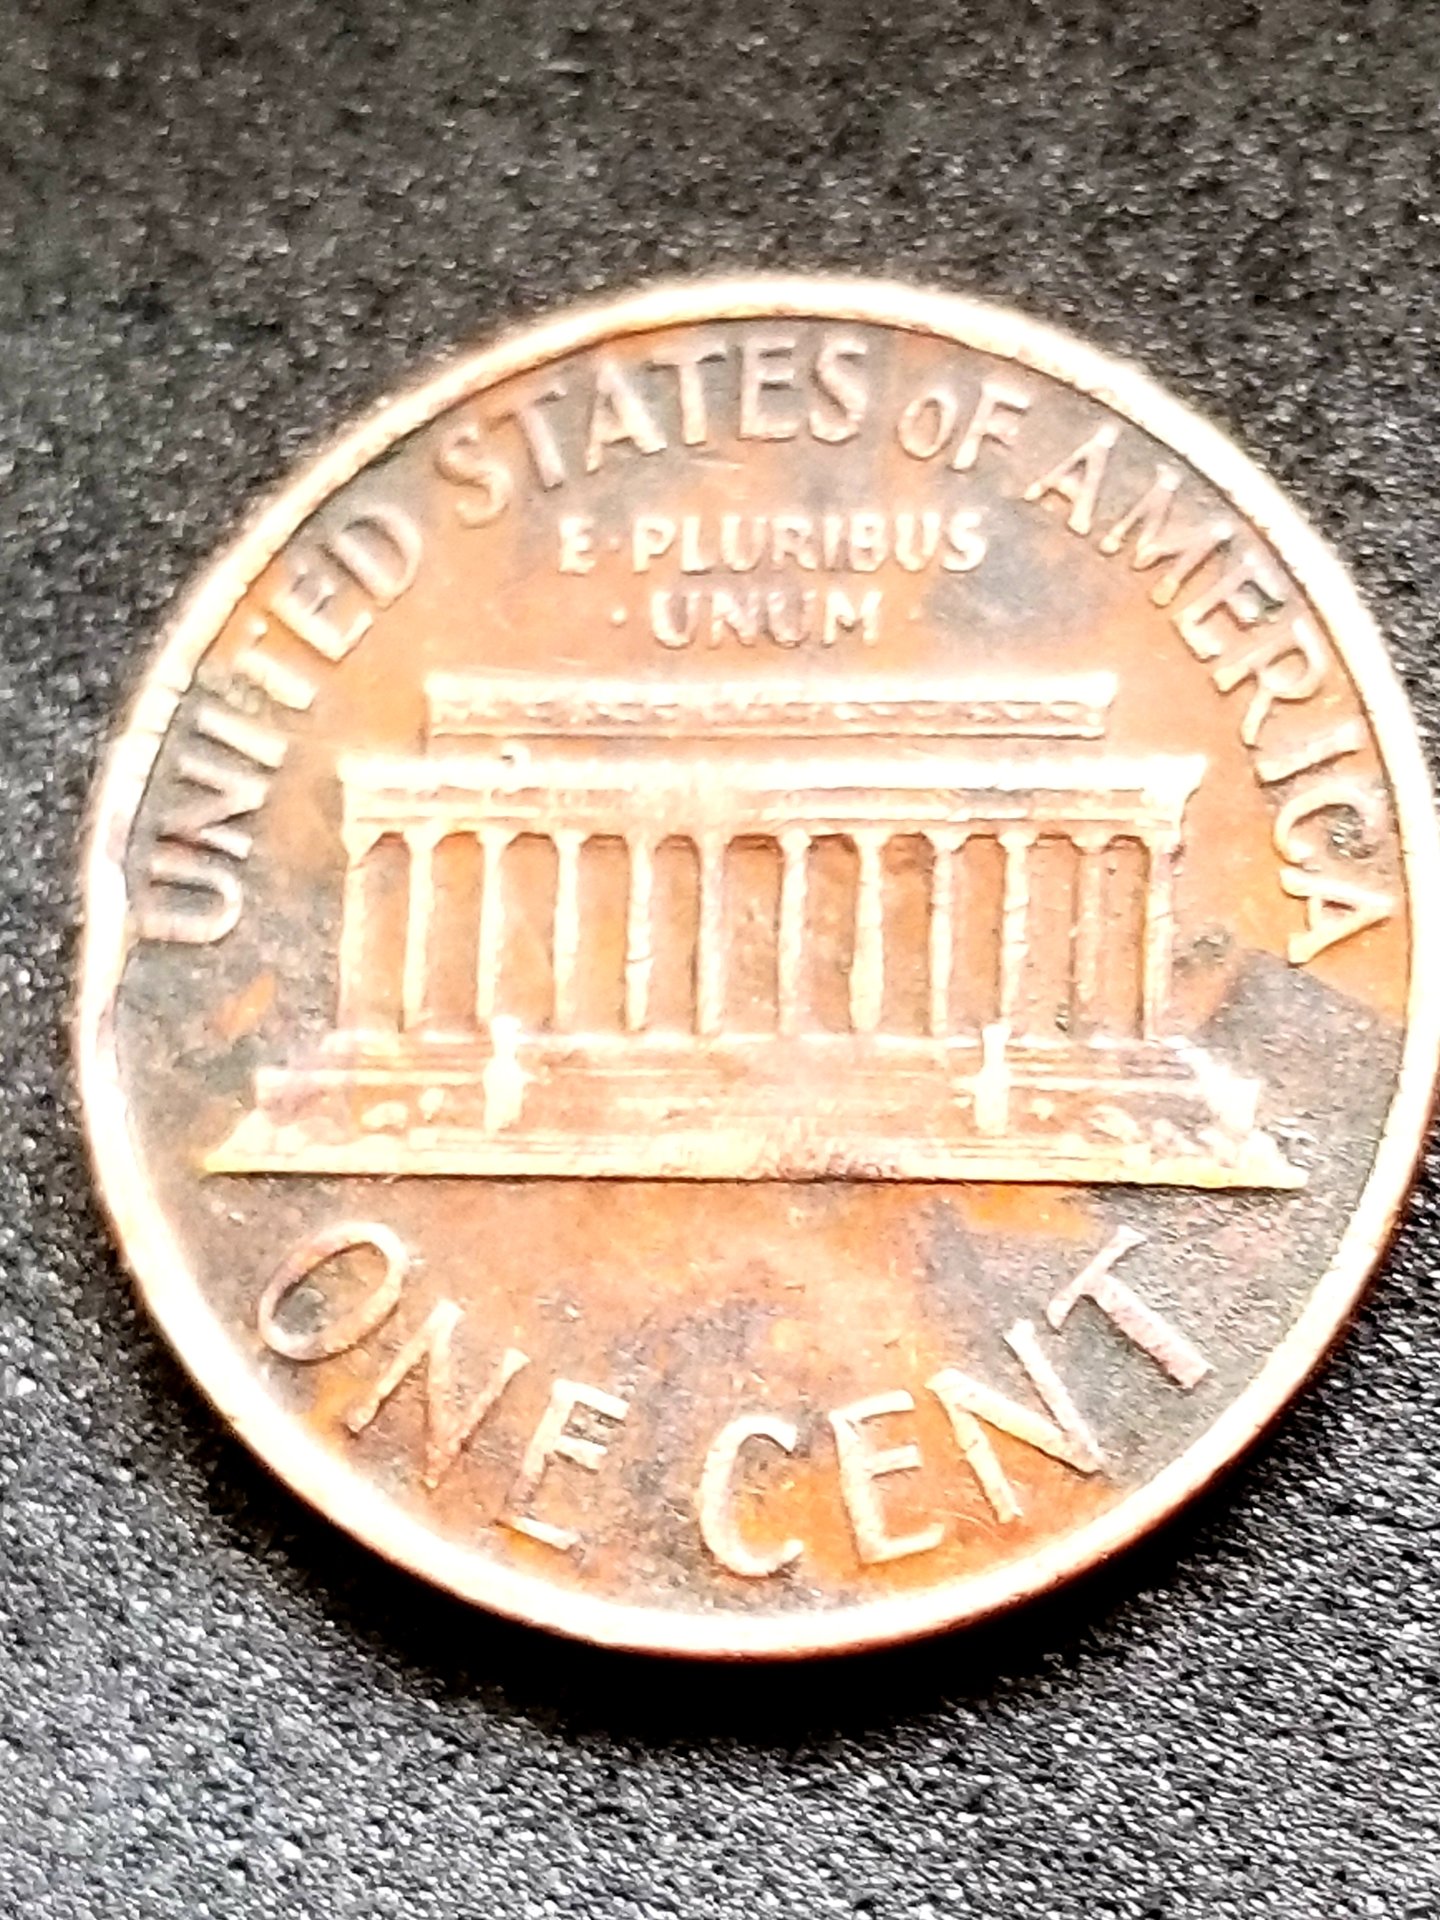 UNITED STATES OF AMERICA
E·PLURIBUS
·UNUM·
ONE CENT